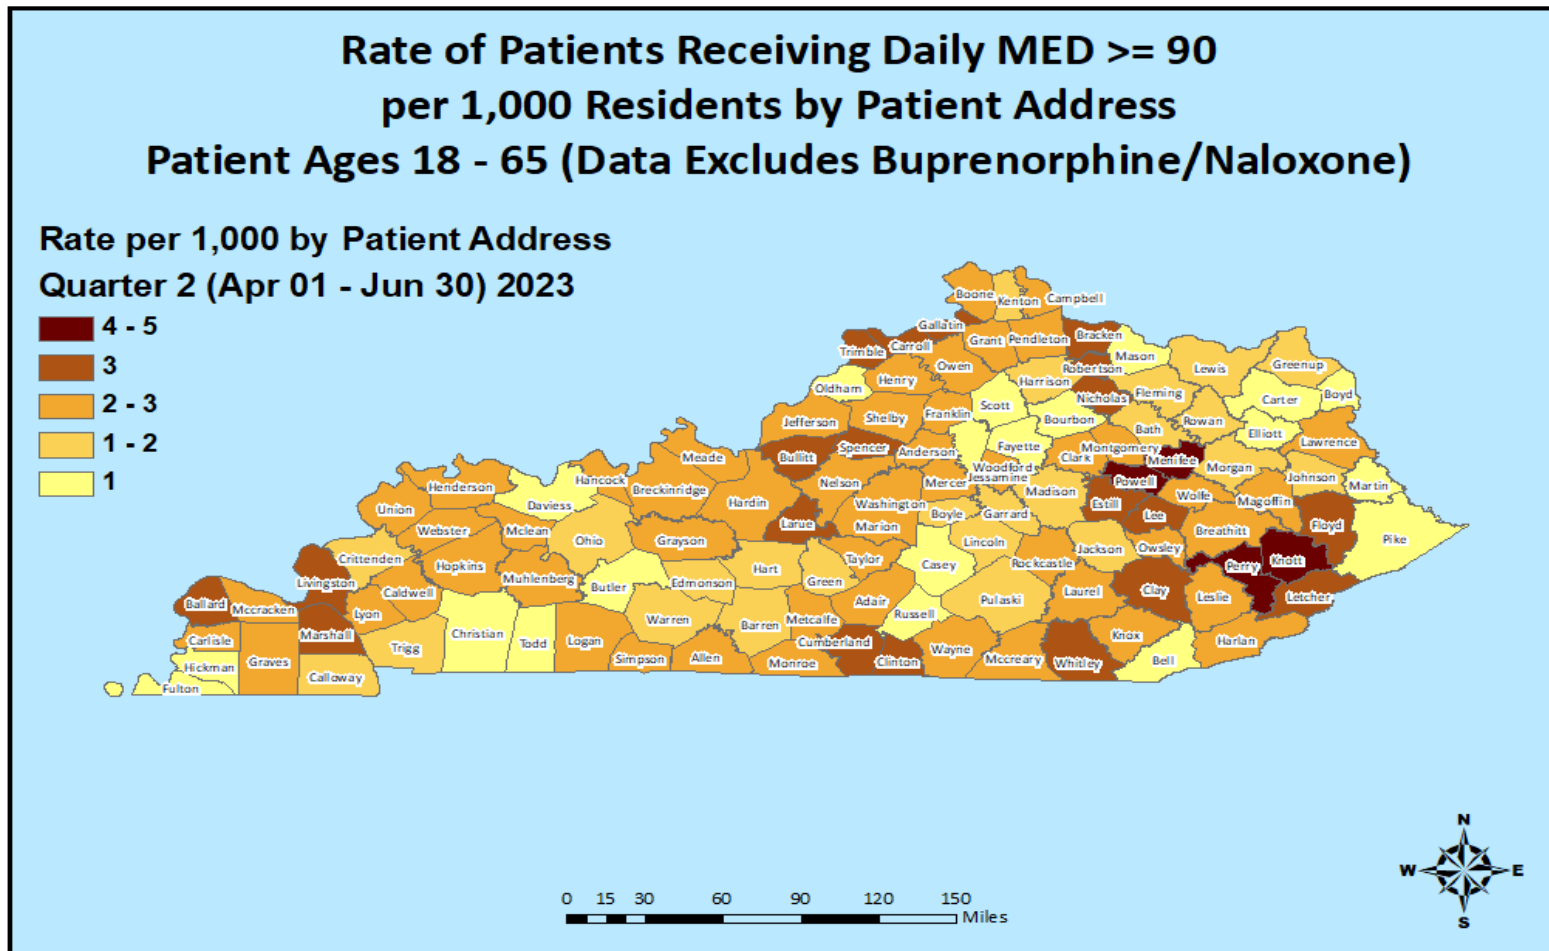 Rate of Patients Receiving Daily MED >= 90
per 1,000 Residents by Patient Address
Patient Ages 18 - 65 (Data Excludes Buprenorphine/Naloxone)
Rate per 1,000 by Patient Address
Quarter 2 (Apr 01 - Jun 30) 2023
4 - 5
3
2 - 3
1 - 2
1
Boone
Kenton
Campbell
Gallatin
Trimble
Carroll
Grant
Pendleton
Bracken
Mason
Owen
Robertson
Lewis
Greenup
Oldham
Henry
Harrison
Nicholas
Fleming
Carter
Boyd
Jefferson
Shelby
Franklin
Scott
Bourbon
Rowan
Bath
Elliott
Lawrence
Bullitt
Spencer
Anderson
Fayette
Woodford
Clark
Montgomery
Menifee
Morgan
Johnson
Martin
Meade
Hancock
Breckinridge
Nelson
Mercer
Jessamine
Madison
Powell
Estill
Wolfe
Magoffin
Henderson
Union
Daviess
Hardin
Washington
Boyle
Garrard
Lee
Floyd
Pike
Webster
Mclean
Ohio
Grayson
Larue
Marion
Lincoln
Jackson
Owsley
Breathitt
Crittenden
Hopkins
Muhlenberg
Butler
Edmonson
Hart
Green
Taylor
Casey
Rockcastle
Perry
Knott
Livingston
Caldwell
Laurel
Clay
Leslie
Letcher
Ballard
Mccracken
Lyon
Warren
Barren
Metcalfe
Adair
Russell
Pulaski
Carlisle
Marshall
Christian
Todd
Logan
Trigg
Simpson
Allen
Monroe
Cumberland
Clinton
Wayne
Mccreary
Whitley
Knox
Bell
Harlan
Hickman
Graves
Calloway
Fulton
0 15 30 60 90 120 150
Miles
N
W E
S